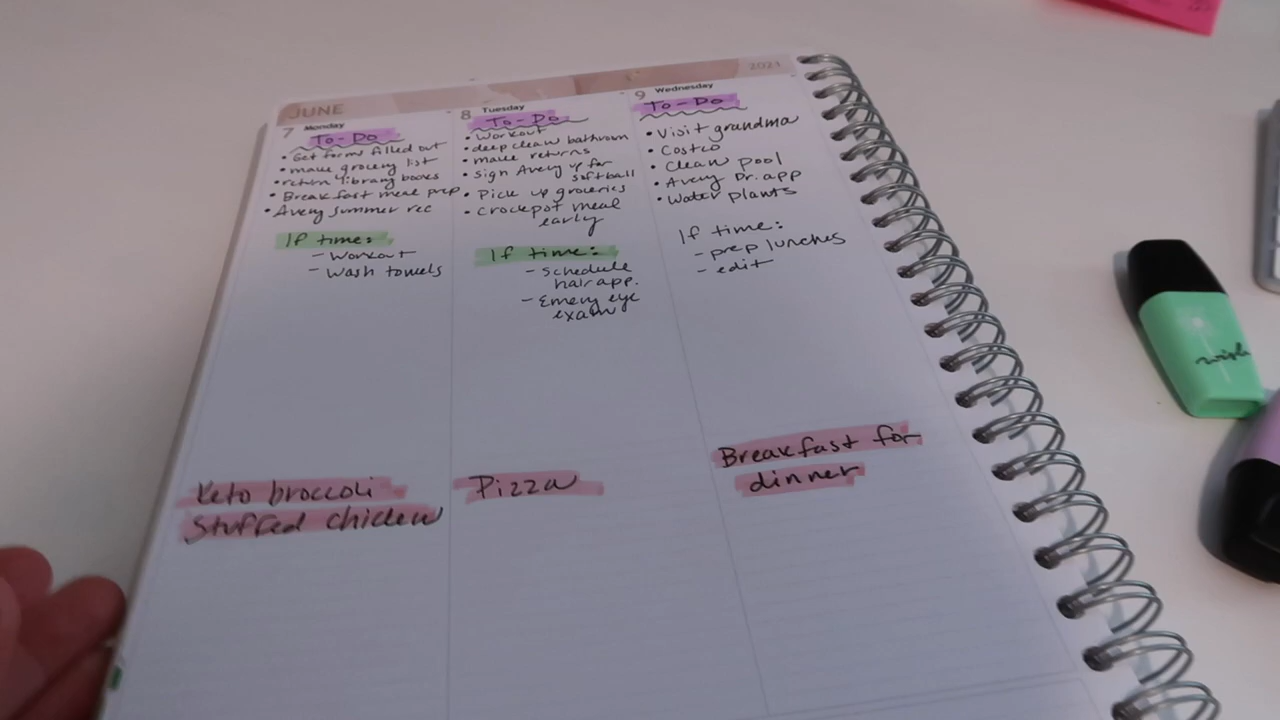 JUNE
2021
7 Monday
To-Do
• Get forms filled out
• make grocery list
• return library books
• Breakfast meal prep
• Avery summer rec
If time:
- Workout
- Wash towels
Keto broccoli
Stuffed chicken
8 Tuesday
To-Do
• Workout
• deep clean bathroom
• make returns
• sign Avery up for
softball
• Pick up groceries
• Crockpot meal
early
If time:
- Schedule
hair app.
- Emery eye
exam
Pizza
9 Wednesday
To-Do
• Visit grandma
• Costco
• Clean pool
• Avery Dr. app
• Water plants
If time:
- prep lunches
- edit
Breakfast for
dinner